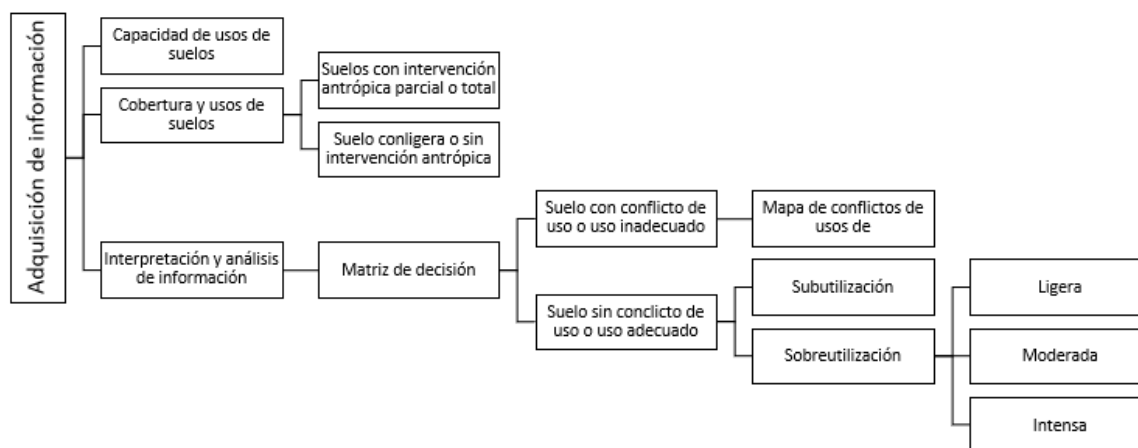 Adquisición de información
Capacidad de usos de
suelos
Cobertura y usos de
suelos
Suelos con intervención
antrópica parcial o total
Suelo conligera o sin
intervención antrópica
Interpretación y análisis
de información
Matriz de decisión
Suelo con conflicto de
uso o uso inadecuado
Mapa de conflictos de
usos de
Suelo sin conclicto de
uso o uso adecuado
Subutilización
Sobreutilización
Ligera
Moderada
Intensa